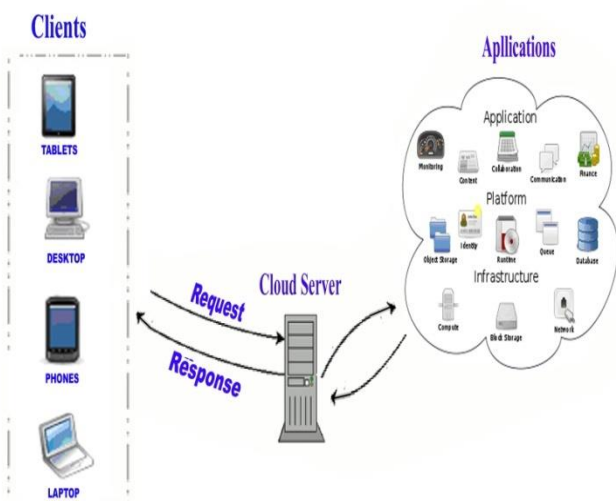 Clients
TABLETS
DESKTOP
PHONES
LAPTOP
Request
Response
Cloud Server
Apllications
Application
Monitoring
Content
Collaboration
Communication
Finance
Platform
Object Storage
Identity
Runtime
Queue
Database
Infrastructure
Compute
Block Storage
Network